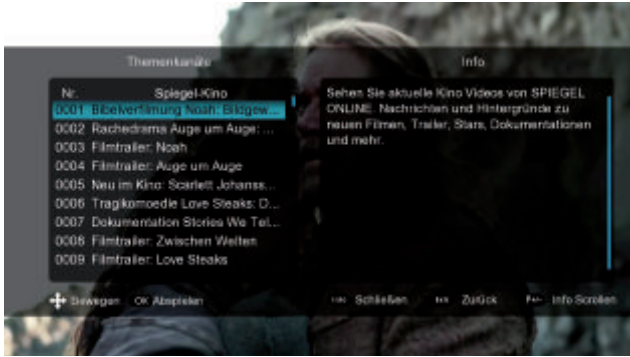 Themenkanäle
Info
Nr. Spiegel-Kino
0001 Bibelverfilmung Noah: Bildgew...
0002 Rachedrama Auge um Auge: ...
0003 Filmtrailer: Noah
0004 Filmtrailer: Auge um Auge
0005 Neu im Kino: Scarlett Johanss...
0006 Tragikomoedie Love Steaks: D...
0007 Dokumentation Stories We Tel...
0008 Filmtrailer: Zwischen Welten
0009 Filmtrailer: Love Steaks
Sehen Sie aktuelle Kino Videos von SPIEGEL
ONLINE. Nachrichten und Hintergründe zu
neuen Filmen, Trailer, Stars, Dokumentationen
und mehr.
Bewegen OK Abspielen
Schließen Zurück Info Scrollen